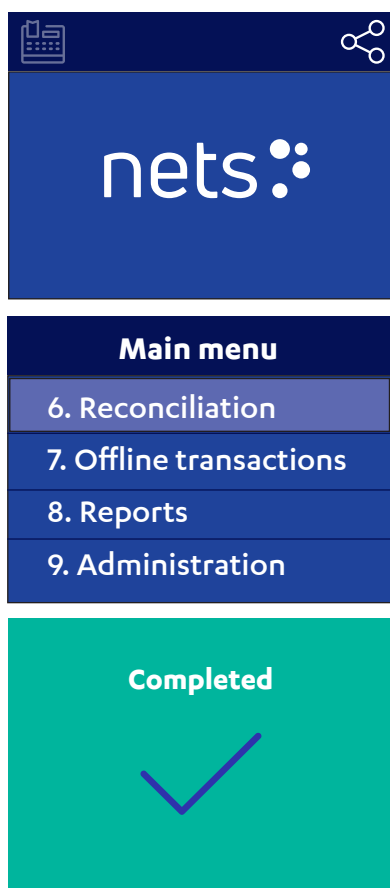 nets
Main menu
6. Reconciliation
7. Offline transactions
8. Reports
9. Administration
Completed